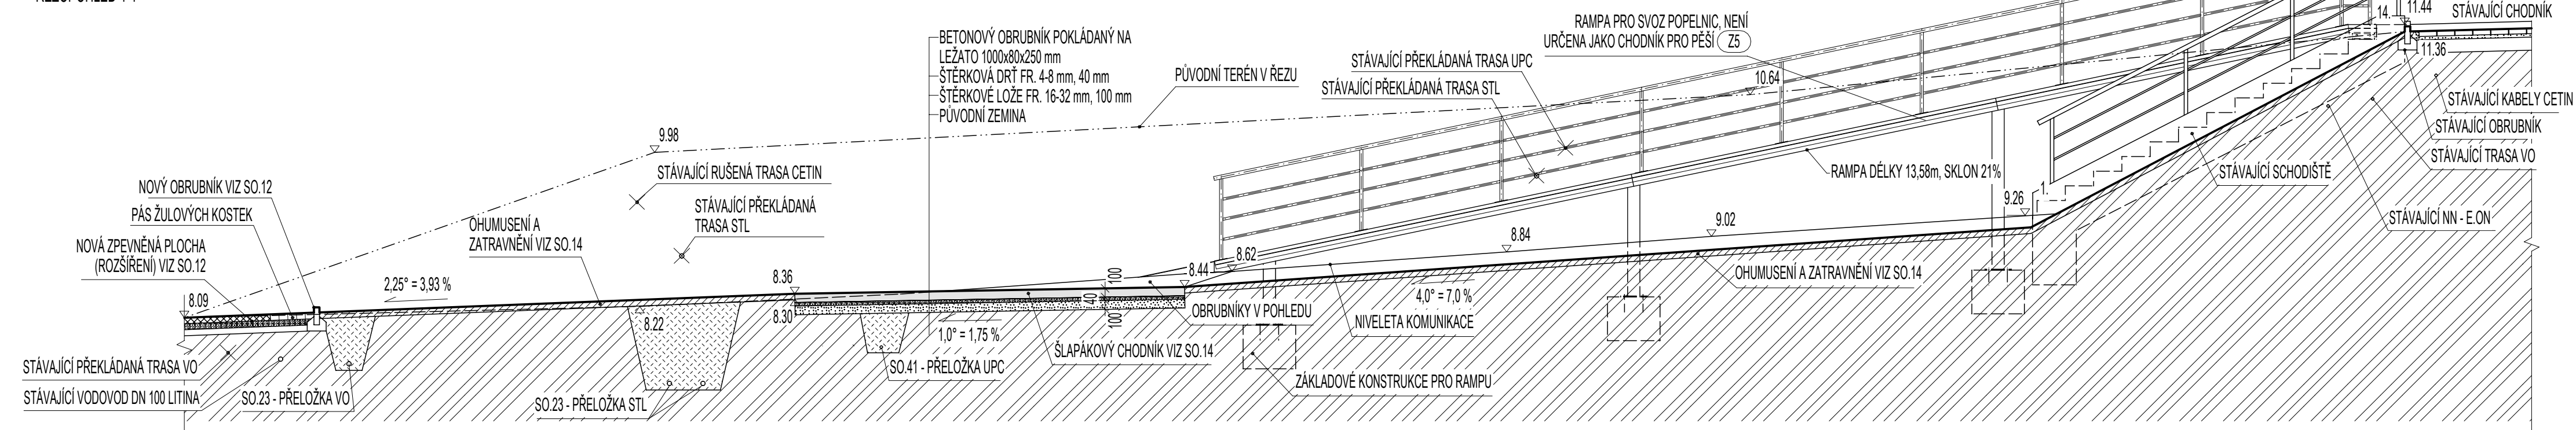 11.44
STÁVAJÍCÍ CHODNÍK
14.
11.36
RAMPA PRO SVOZ POPELNIC, NENÍ
URČENA JAKO CHODNÍK PRO PĚŠÍ Z5
BETONOVÝ OBRUBNÍK POKLÁDANÝ NA
LEŽATO 1000x80x250 mm
ŠTĚRKOVÁ DRŤ FR. 4-8 mm, 40 mm
ŠTĚRKOVÉ LOŽE FR. 16-32 mm, 100 mm
PŮVODNÍ ZEMINA
PŮVODNÍ TERÉN V ŘEZU
STÁVAJÍCÍ PŘEKLÁDANÁ TRASA UPC
STÁVAJÍCÍ PŘEKLÁDANÁ TRASA STL
10.64
STÁVAJÍCÍ KABELY CETIN
STÁVAJÍCÍ OBRUBNÍK
STÁVAJÍCÍ TRASA VO
STÁVAJÍCÍ SCHODIŠTĚ
STÁVAJÍCÍ NN - E.ON
RAMPA DÉLKY 13,58m, SKLON 21%
1.
9.98
STÁVAJÍCÍ RUŠENÁ TRASA CETIN
STÁVAJÍCÍ PŘEKLÁDANÁ
TRASA STL
NOVÝ OBRUBNÍK VIZ SO.12
PÁS ŽULOVÝCH KOSTEK
NOVÁ ZPEVNĚNÁ PLOCHA
(ROZŠÍŘENÍ) VIZ SO.12
OHUMUSENÍ A
ZATRAVNĚNÍ VIZ SO.14
2,25° = 3,93 %
8.09
8.36
8.30
8.22
8.44
8.62
8.84
9.02
9.26
100
40
100
1,0° = 1,75 %
4,0° = 7,0 %
OBRUBNÍKY V POHLEDU
NIVELETA KOMUNIKACE
OHUMUSENÍ A ZATRAVNĚNÍ VIZ SO.14
ŠLAPÁKOVÝ CHODNÍK VIZ SO.14
SO.41 - PŘELOŽKA UPC
ZÁKLADOVÉ KONSTRUKCE PRO RAMPU
STÁVAJÍCÍ PŘEKLÁDANÁ TRASA VO
STÁVAJÍCÍ VODOVOD DN 100 LITINA
SO.23 - PŘELOŽKA VO
SO.23 - PŘELOŽKA STL